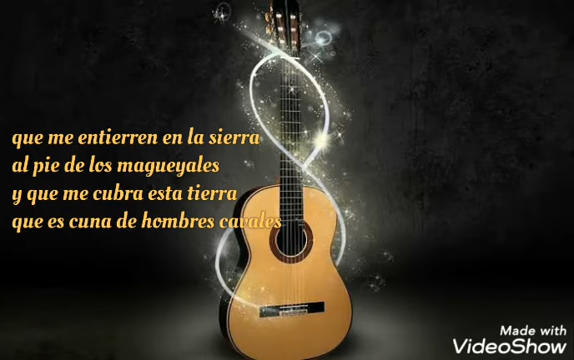 que me entierren en la sierra
al pie de los magueyales
y que me cubra esta tierra
que es cuna de hombres cavales
Made with
VideoShow